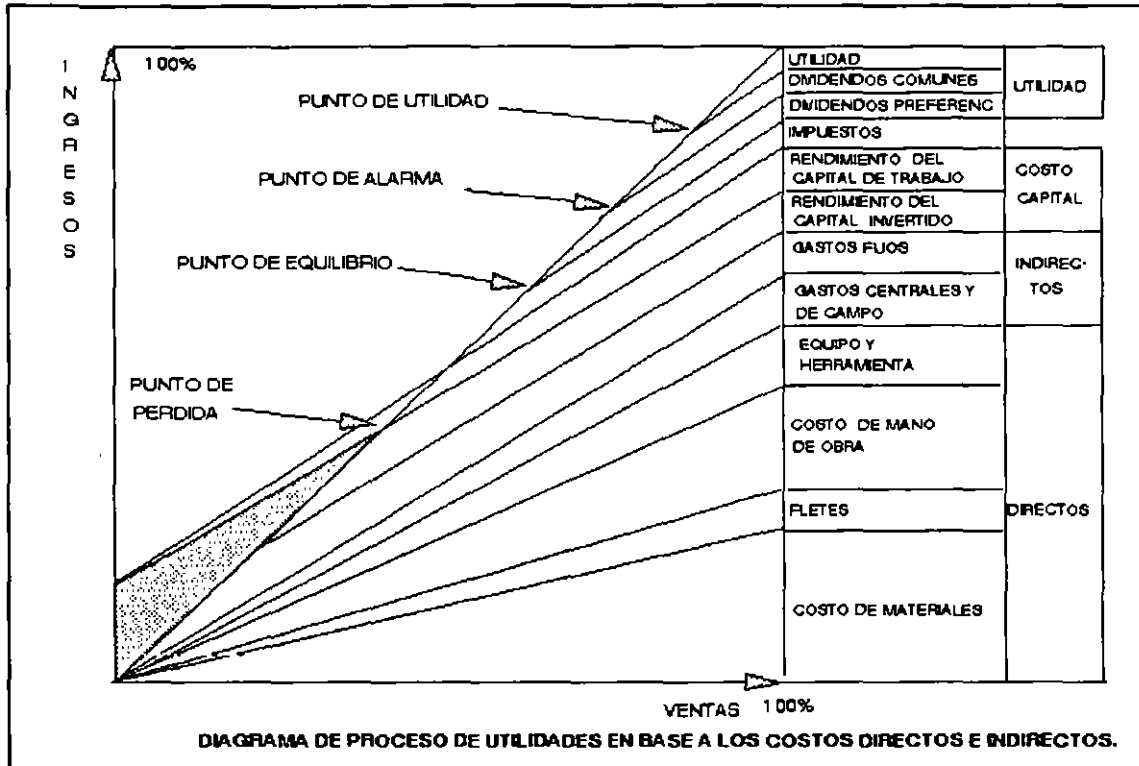 INGRESOS
100%
PUNTO DE UTILIDAD
PUNTO DE ALARMA
PUNTO DE EQUILIBRIO
PUNTO DE
PERDIDA
UTILIDAD
DIVIDENDOS COMUNES
DIVIDENDOS PREFERENC
IMPUESTOS
RENDIMIENTO DEL
CAPITAL DE TRABAJO
RENDIMIENTO DEL
CAPITAL INVERTIDO
GASTOS FIJOS
GASTOS CENTRALES Y
DE CAMPO
EQUIPO Y
HERRAMIENTA
COSTO DE MANO
DE OBRA
FLETES
COSTO DE MATERIALES
UTILIDAD
COSTO
CAPITAL
INDIREC-
TOS
DIRECTOS
VENTAS 100%
DIAGRAMA DE PROCESO DE UTILIDADES EN BASE A LOS COSTOS DIRECTOS E INDIRECTOS.